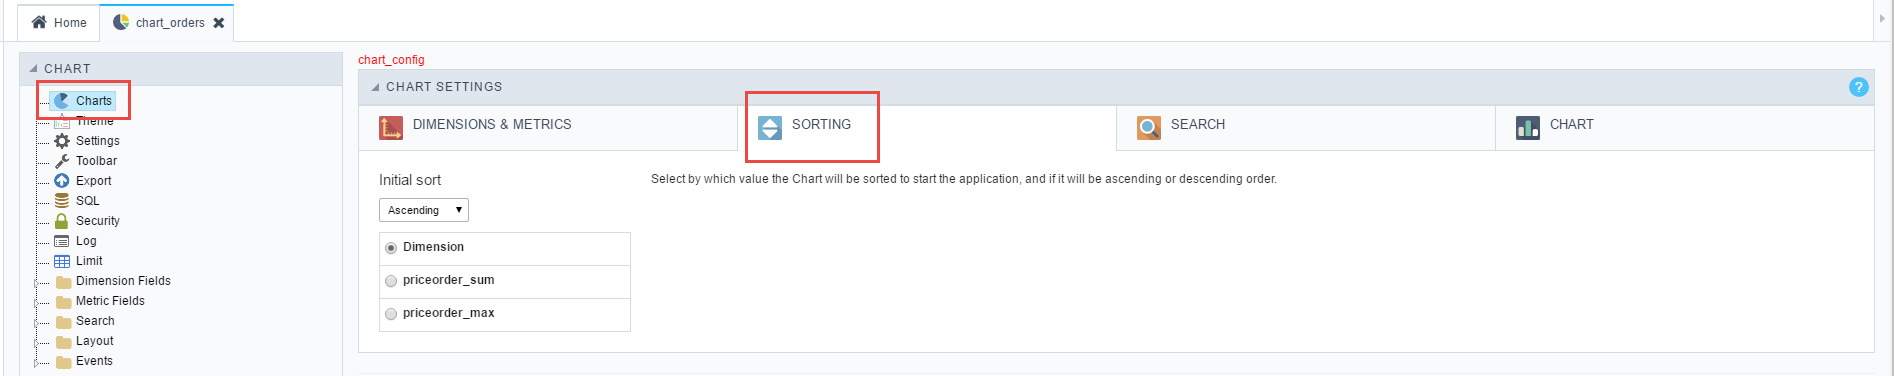 Home
chart_orders
CHART
Charts
Theme
Settings
Toolbar
Export
SQL
Security
Log
Limit
Dimension Fields
Metric Fields
Search
Layout
Events
chart_config
CHART SETTINGS
?
DIMENSIONS & METRICS
SORTING
SEARCH
CHART
Initial sort
Select by which value the Chart will be sorted to start the application, and if it will be ascending or descending order.
Ascending
Dimension
priceorder_sum
priceorder_max